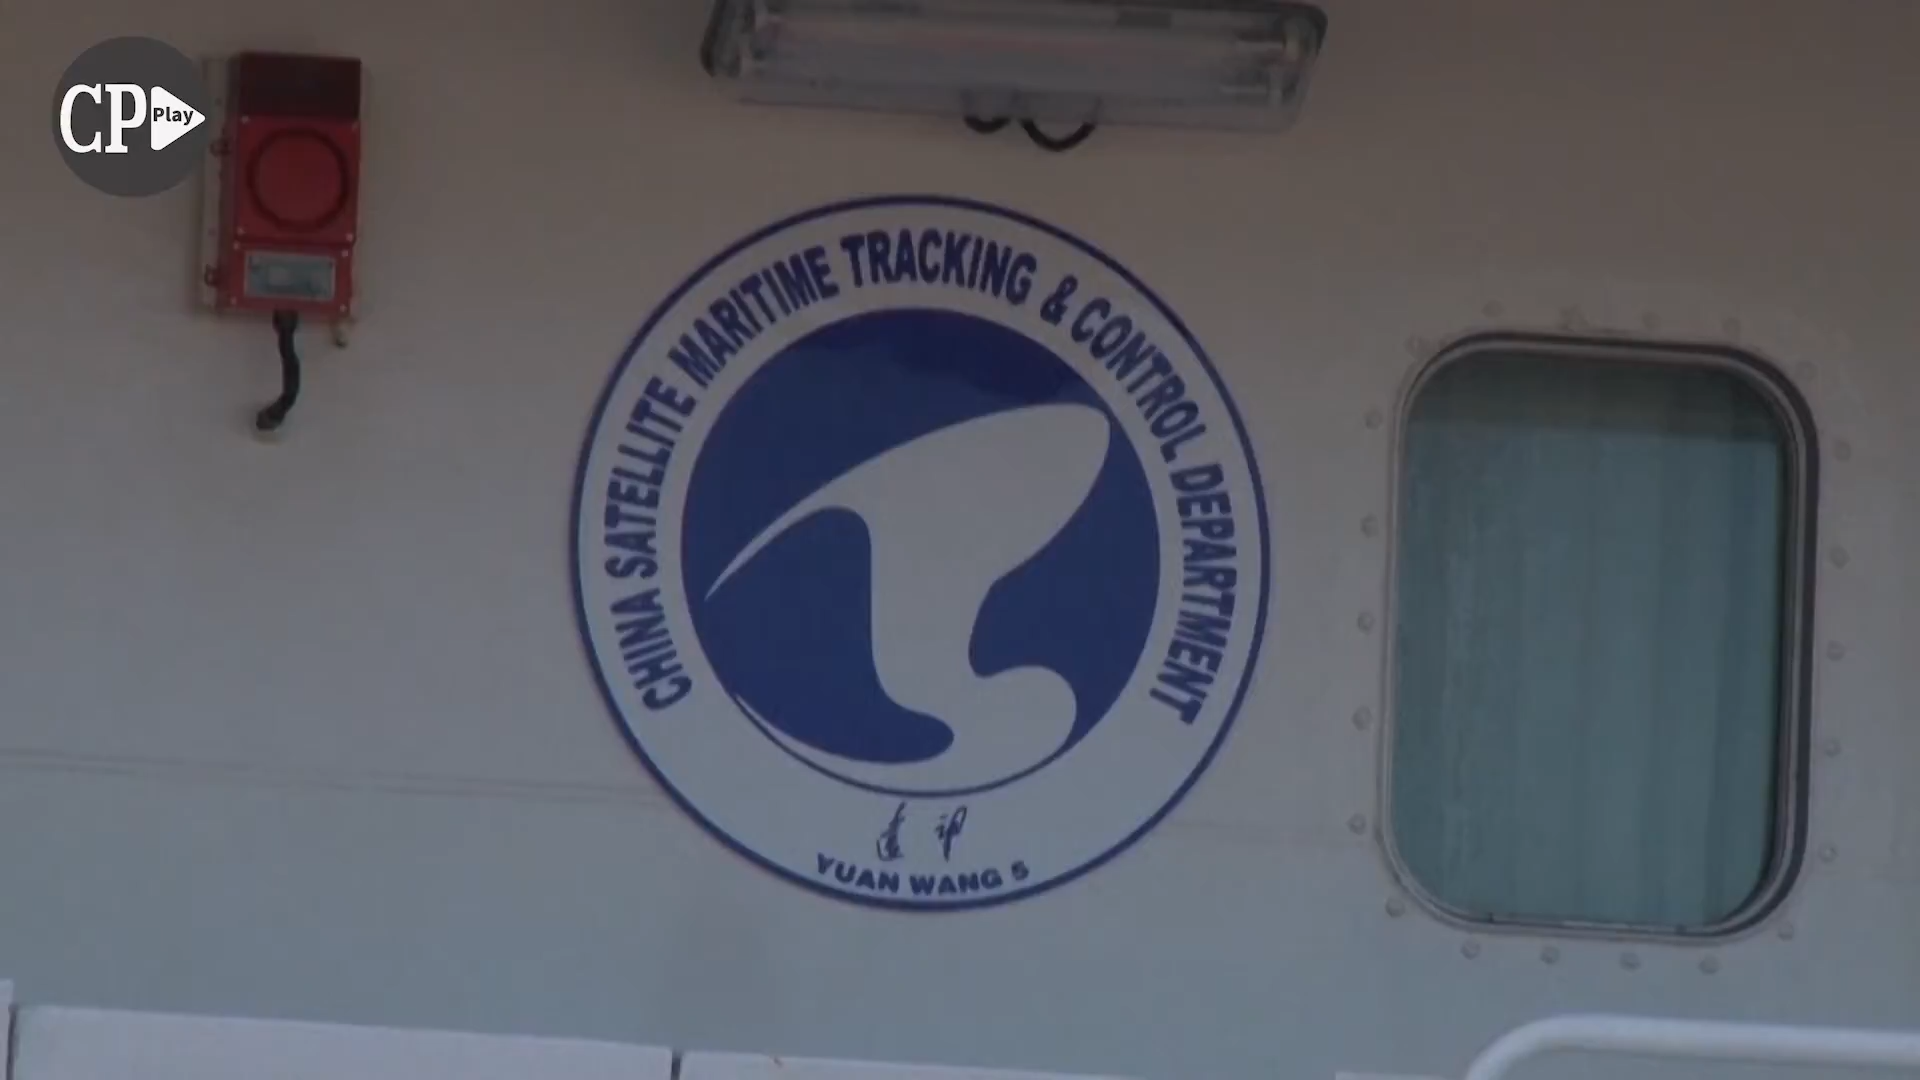 CP Play
CHINA SATELLITE MARITIME TRACKING & CONTROL DEPARTMENT
YUAN WANG 5